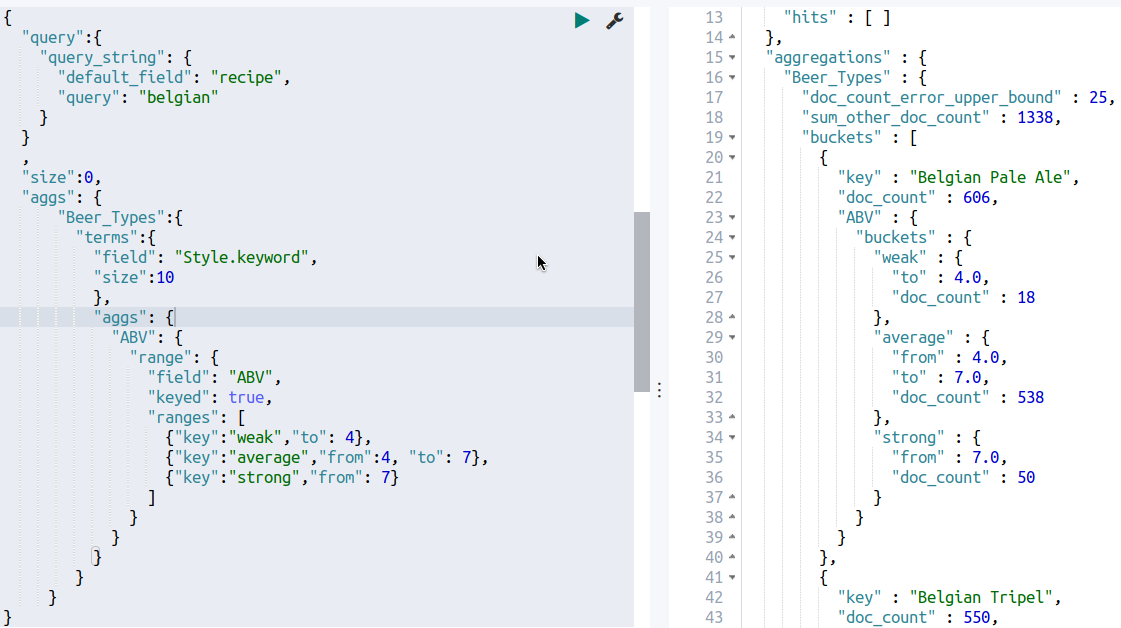 {
"query":{
"query_string": {
"default_field": "recipe",
"query": "belgian"
}
}
,
"size":0,
"aggs": {
"Beer_Types":{
"terms":{
"field": "Style.keyword",
"size":10
},
"aggs": {
"ABV": {
"range": {
"field": "ABV",
"keyed": true,
"ranges": [
{"key":"weak","to": 4},
{"key":"average","from":4, "to": 7},
{"key":"strong","from": 7}
]
}
}
}
}
}
}
13 "hits" : [ ]
14 },
15 "aggregations" : {
16 "Beer_Types" : {
17 "doc_count_error_upper_bound" : 25,
18 "sum_other_doc_count" : 1338,
19 "buckets" : [
20 {
21 "key" : "Belgian Pale Ale",
22 "doc_count" : 606,
23 "ABV" : {
24 "buckets" : {
25 "weak" : {
26 "to" : 4.0,
27 "doc_count" : 18
28 },
29 "average" : {
30 "from" : 4.0,
31 "to" : 7.0,
32 "doc_count" : 538
33 },
34 "strong" : {
35 "from" : 7.0,
36 "doc_count" : 50
37 }
38 }
39 }
40 },
41 {
42 "key" : "Belgian Tripel",
43 "doc_count" : 550,